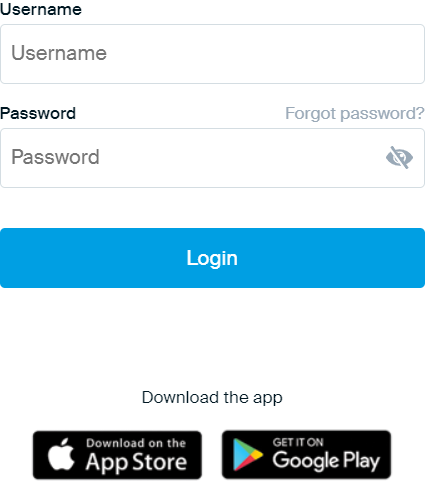 Username
Username
Password Forgot password?
Password
Login
Download the app
Download on the
App Store
GET IT ON
Google Play